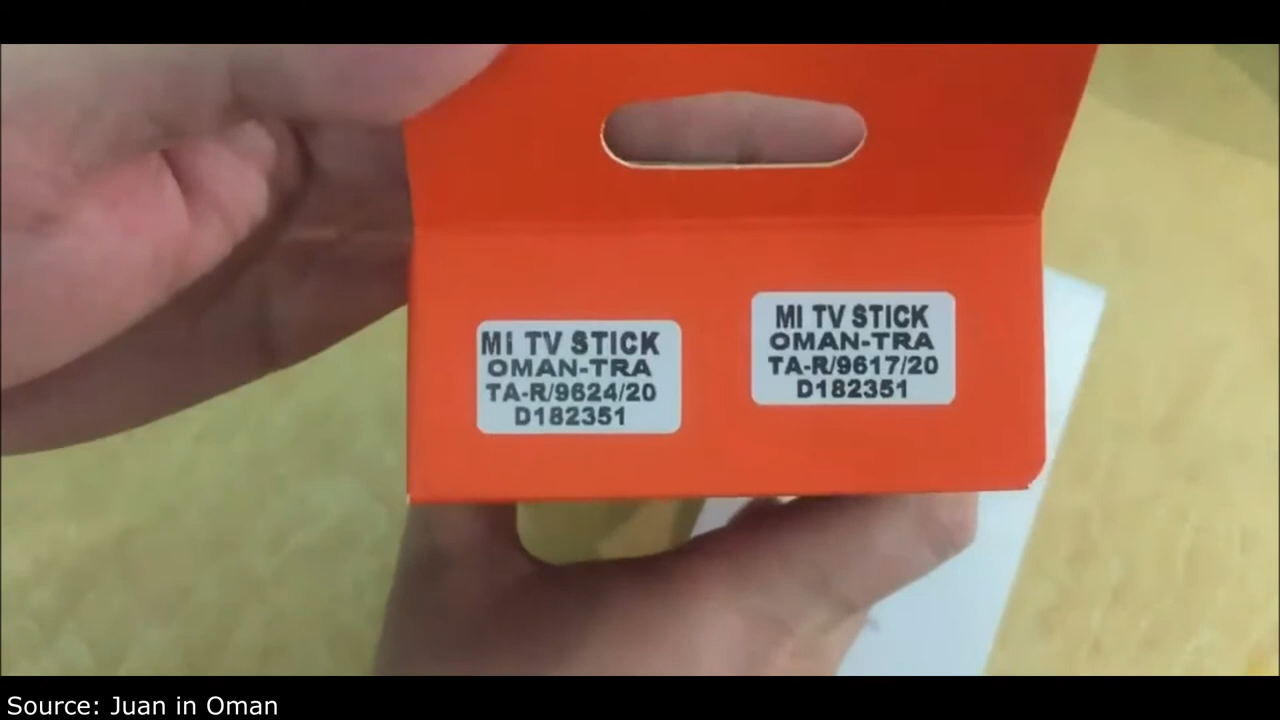 MI TV STICK
OMAN-TRA
TA-R/9624/20
D182351
MI TV STICK
OMAN-TRA
TA-R/9617/20
D182351
Source: Juan in Oman